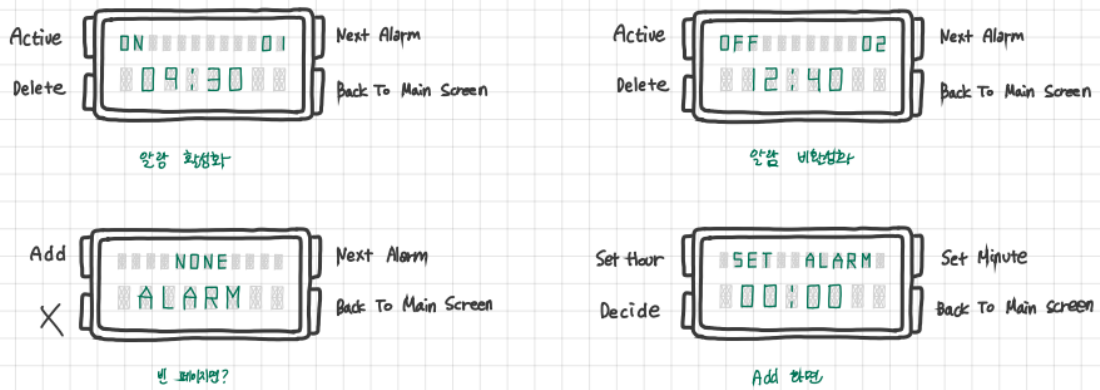 Active
ON 01
Next Alarm
Delete
09:30
Back To Main Screen
알람 활성화
Active
OFF 02
Next Alarm
Delete
12:40
Back To Main Screen
알람 비활성화
Add
NONE
Next Alarm
X
ALARM
Back To Main Screen
빈 페이지면?
Set Hour
SET ALARM
Set Minute
Decide
00:00
Back To Main Screen
Add 화면